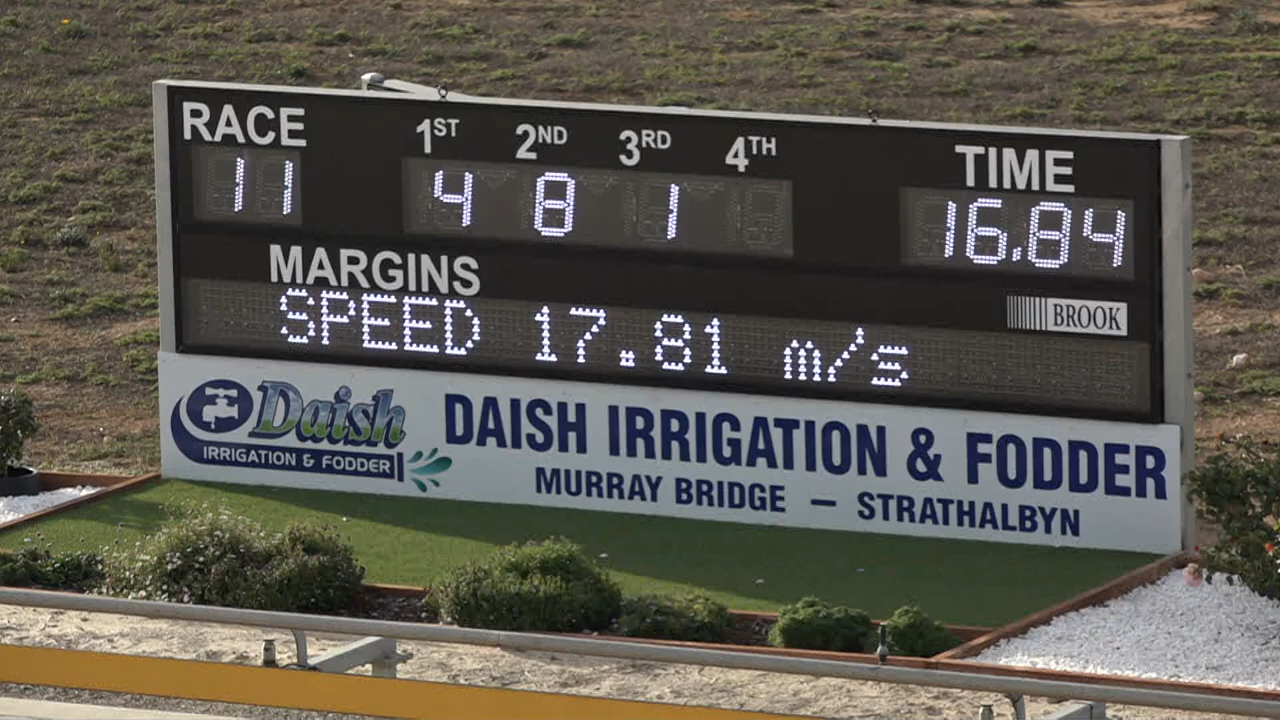 RACE 1ST 2ND 3RD 4TH TIME
11 4 8 1 16.84
MARGINS
BROOK
SPEED 17.81 m/s
Daish
IRRIGATION & FODDER
DAISH IRRIGATION & FODDER
MURRAY BRIDGE — STRATHALBYN